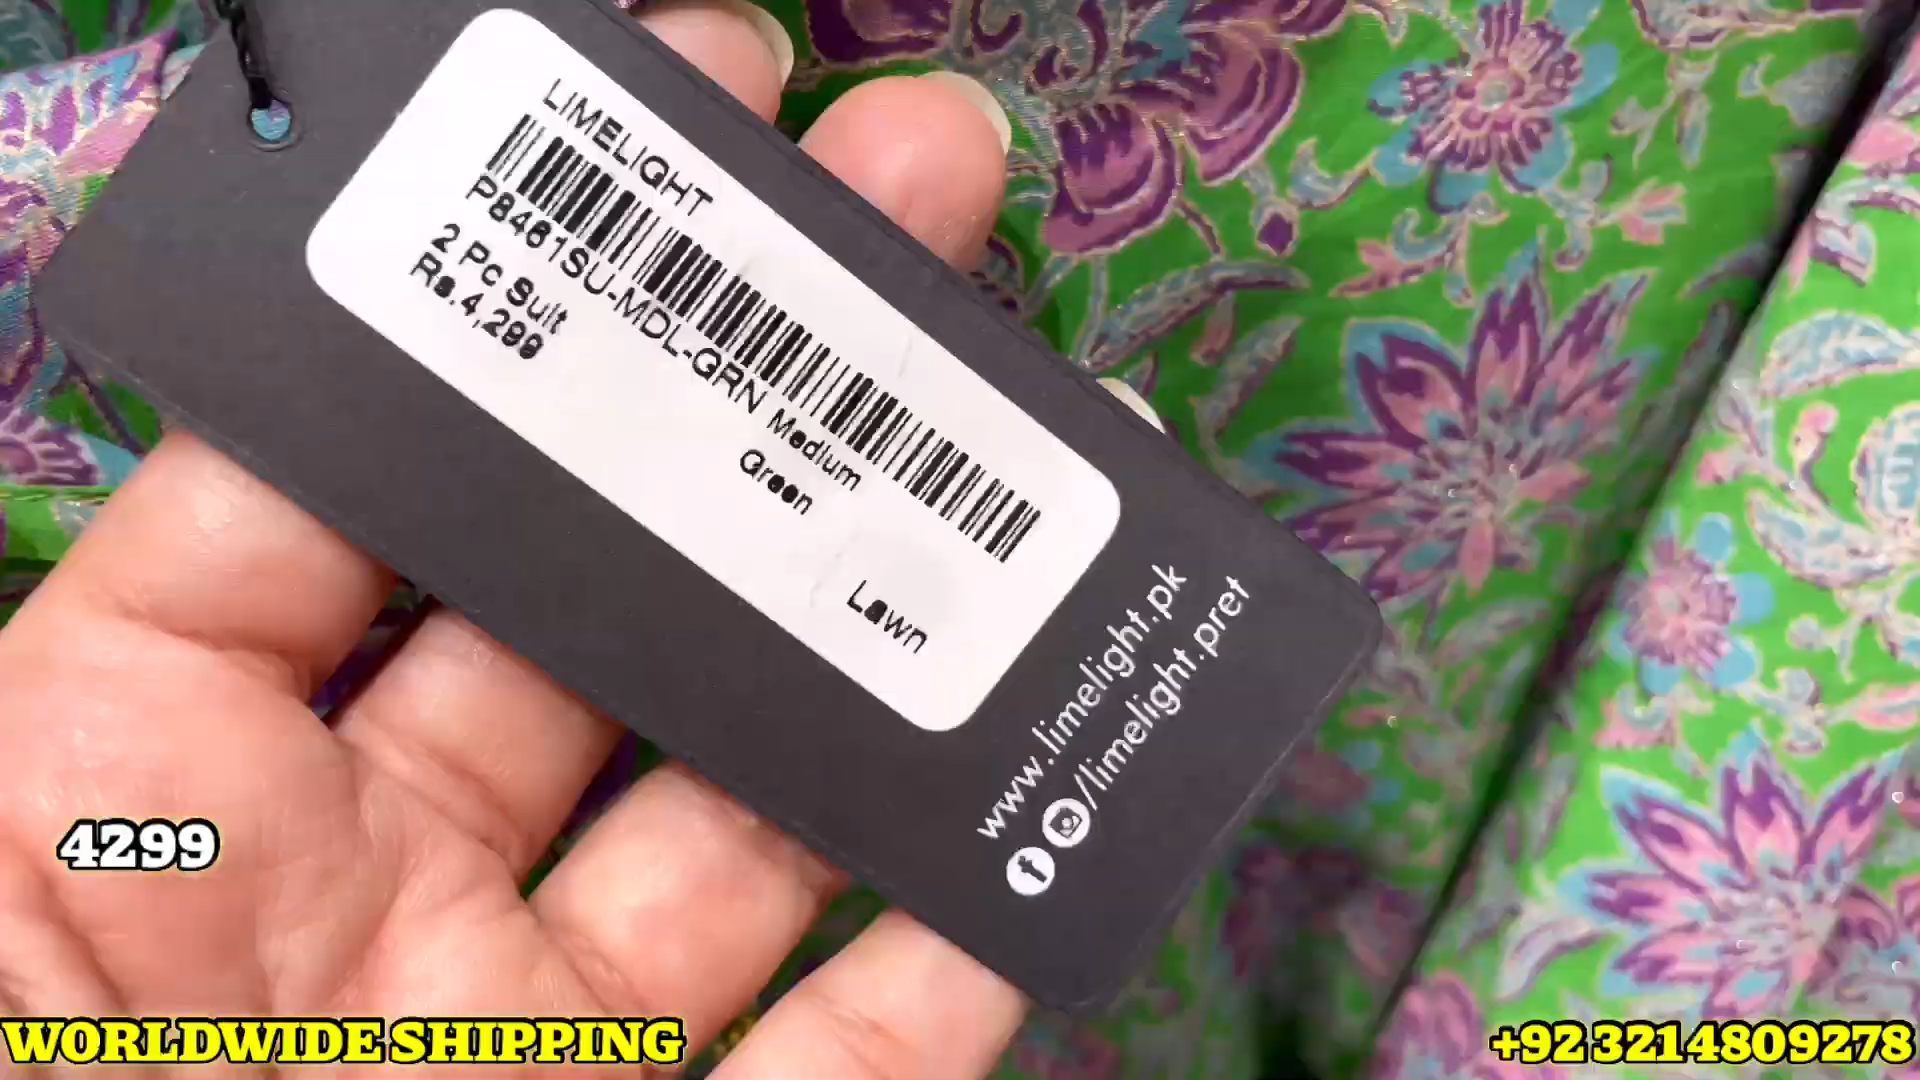 LIMELIGHT
P8461SU-MDL-GRN Medium
2 Pc Suit
Green
Rs.4,299
Lawn
www.limelight.pk
/limelight.pret
4299
WORLDWIDE SHIPPING
+92 3214809278